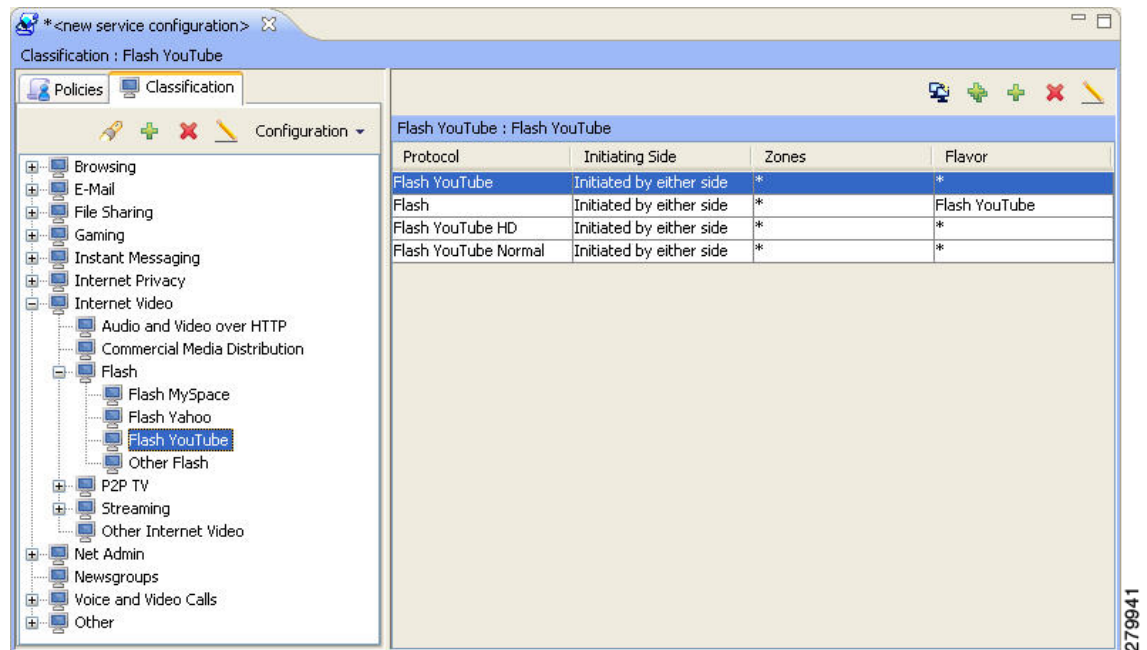 *<new service configuration>
Classification : Flash YouTube
Policies
Classification
Configuration
Browsing
E-Mail
File Sharing
Gaming
Instant Messaging
Internet Privacy
Internet Video
Audio and Video over HTTP
Commercial Media Distribution
Flash
Flash MySpace
Flash Yahoo
Flash YouTube
Other Flash
P2P TV
Streaming
Other Internet Video
Net Admin
Newsgroups
Voice and Video Calls
Other
Flash YouTube : Flash YouTube
Protocol Initiating Side Zones Flavor
Flash YouTube Initiated by either side * *
Flash Initiated by either side * Flash YouTube
Flash YouTube HD Initiated by either side * *
Flash YouTube Normal Initiated by either side * *
279941